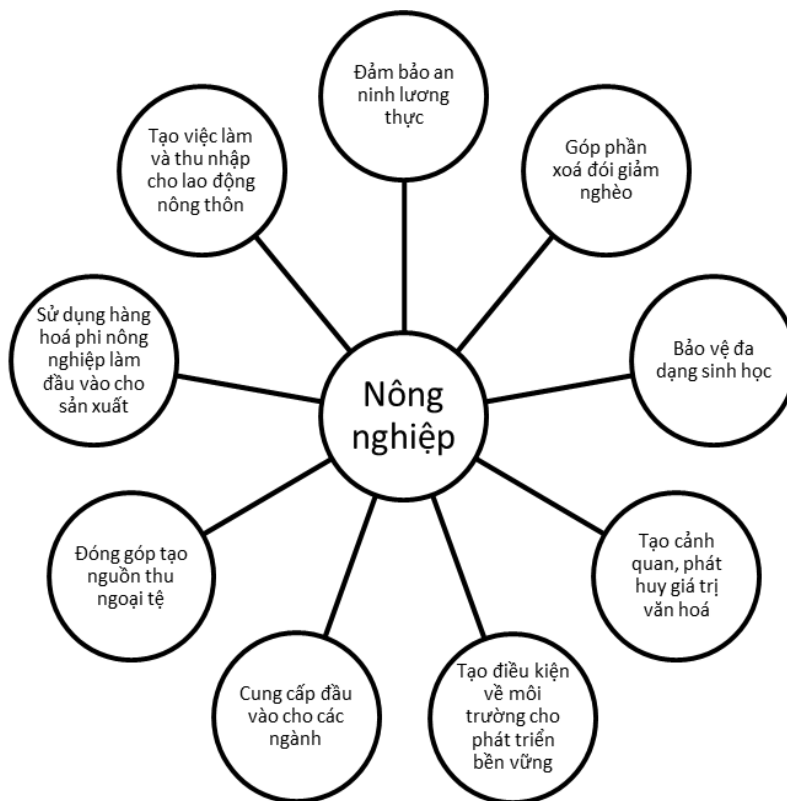 Đảm bảo an
ninh lương
thực
Góp phần
xoá đói giảm
nghèo
Bảo vệ đa
dạng sinh học
Tạo cảnh
quan, phát
huy giá trị
văn hoá
Tạo điều kiện
về môi
trường cho
phát triển
bền vững
Cung cấp đầu
vào cho các
ngành
Đóng góp tạo
nguồn thu
ngoại tệ
Sử dụng hàng
hoá phi nông
nghiệp làm
đầu vào cho
sản xuất
Tạo việc làm
và thu nhập
cho lao động
nông thôn
Nông
nghiệp